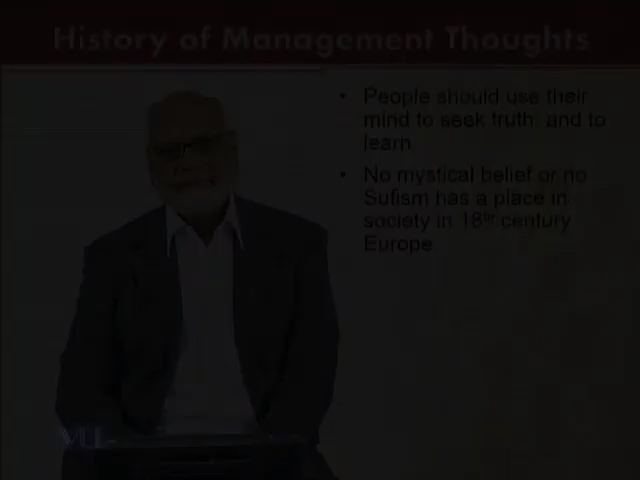 History of Management Thoughts
• People should use their
mind to seek truth and to
learn
• No mystical belief or no
Sufism has a place in
society in 18th century
Europe